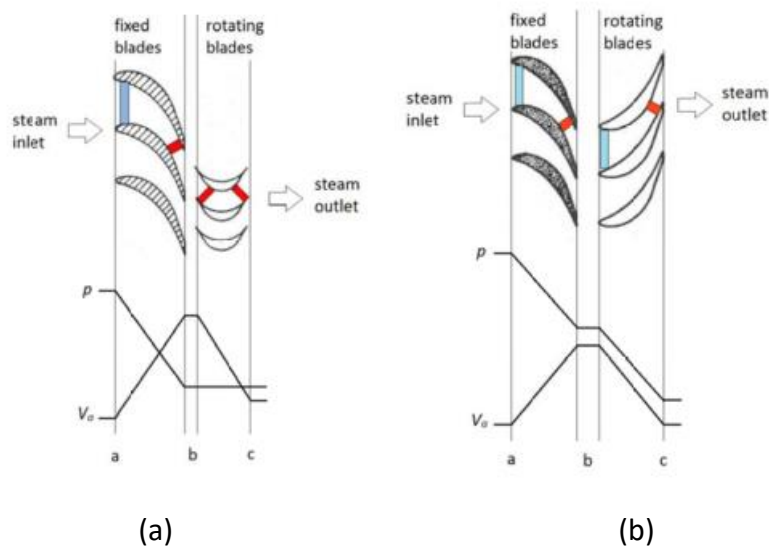 fixed
blades
rotating
blades
steam
inlet
steam
outlet
p
Va
a
b
c
(a)
fixed
blades
rotating
blades
steam
inlet
steam
outlet
p
Va
a
b
c
(b)